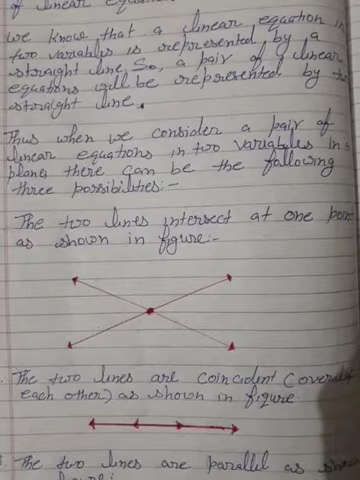 of linear equa
we know that a linear equation in
two variables is represented by a
straight line. So, a pair of linear
equations will be represented by two
straight line.
Thus when we consider a pair of
linear equations in two variables in a
plane, there can be the following
three possibilities:-
The two lines intersect at one point
as shown in figure:-
The two lines are coincident (overla
each other) as shown in figure.
The two lines are parallel as show